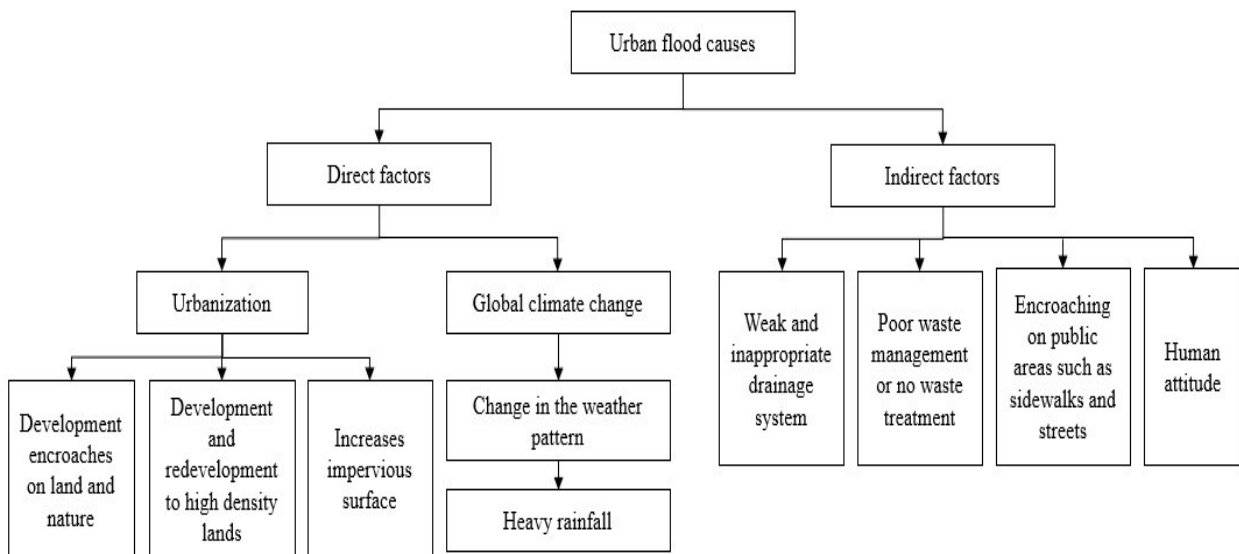 Urban flood causes
Direct factors
Indirect factors
Urbanization
Global climate change
Weak and
inappropriate
drainage
system
Poor waste
management
or no waste
treatment
Encroaching
on public
areas such as
sidewalks and
streets
Human
attitude
Development
encroaches
on land and
nature
Development
and
redevelopment
to high density
lands
Increases
impervious
surface
Change in the weather
pattern
Heavy rainfall